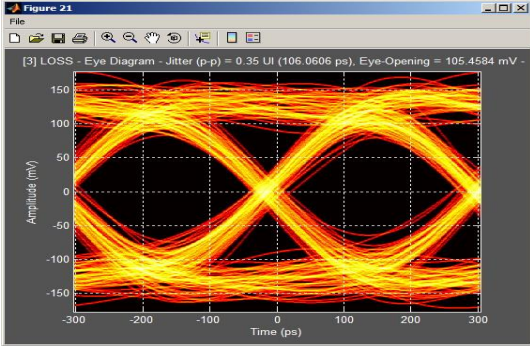 Figure 21
File
[3] LOSS - Eye Diagram - Jitter (p-p) = 0.35 UI (106.0606 ps), Eye-Opening = 105.4584 mV -
150
100
50
0
-50
-100
-150
Amplitude (mV)
-300 -200 -100 0 100 200 300
Time (ps)